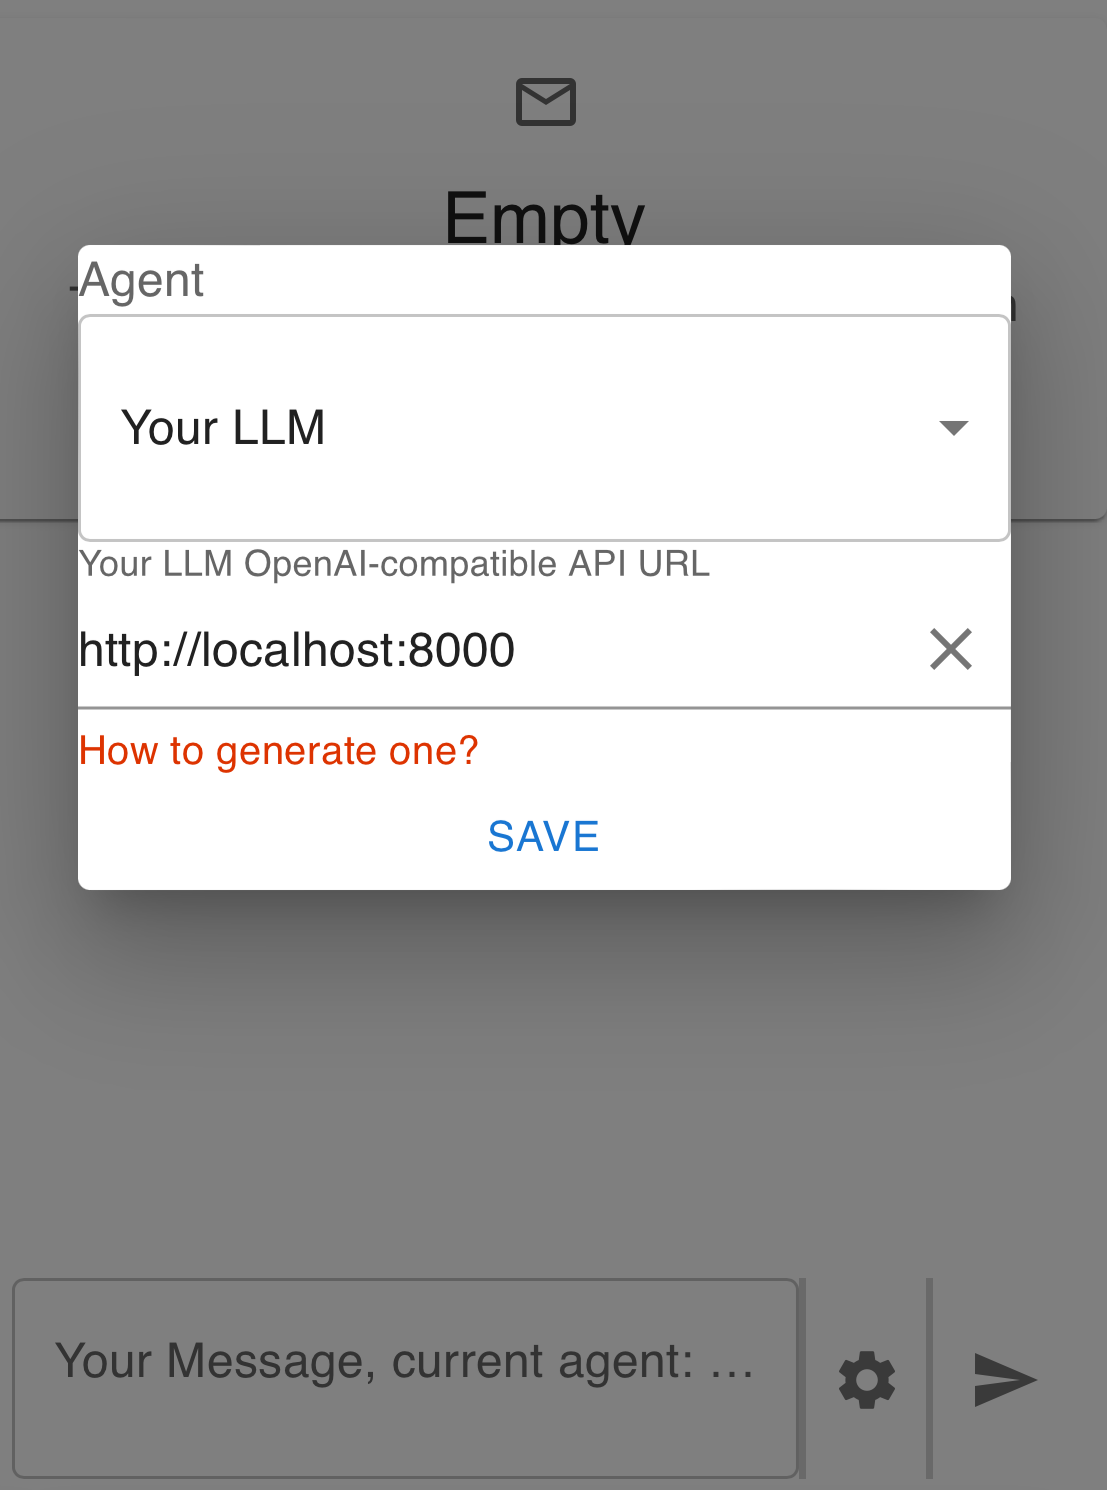 Empty
Agent
Your LLM
Your LLM OpenAI-compatible API URL
http://localhost:8000
How to generate one?
SAVE
Your Message, current agent: ...